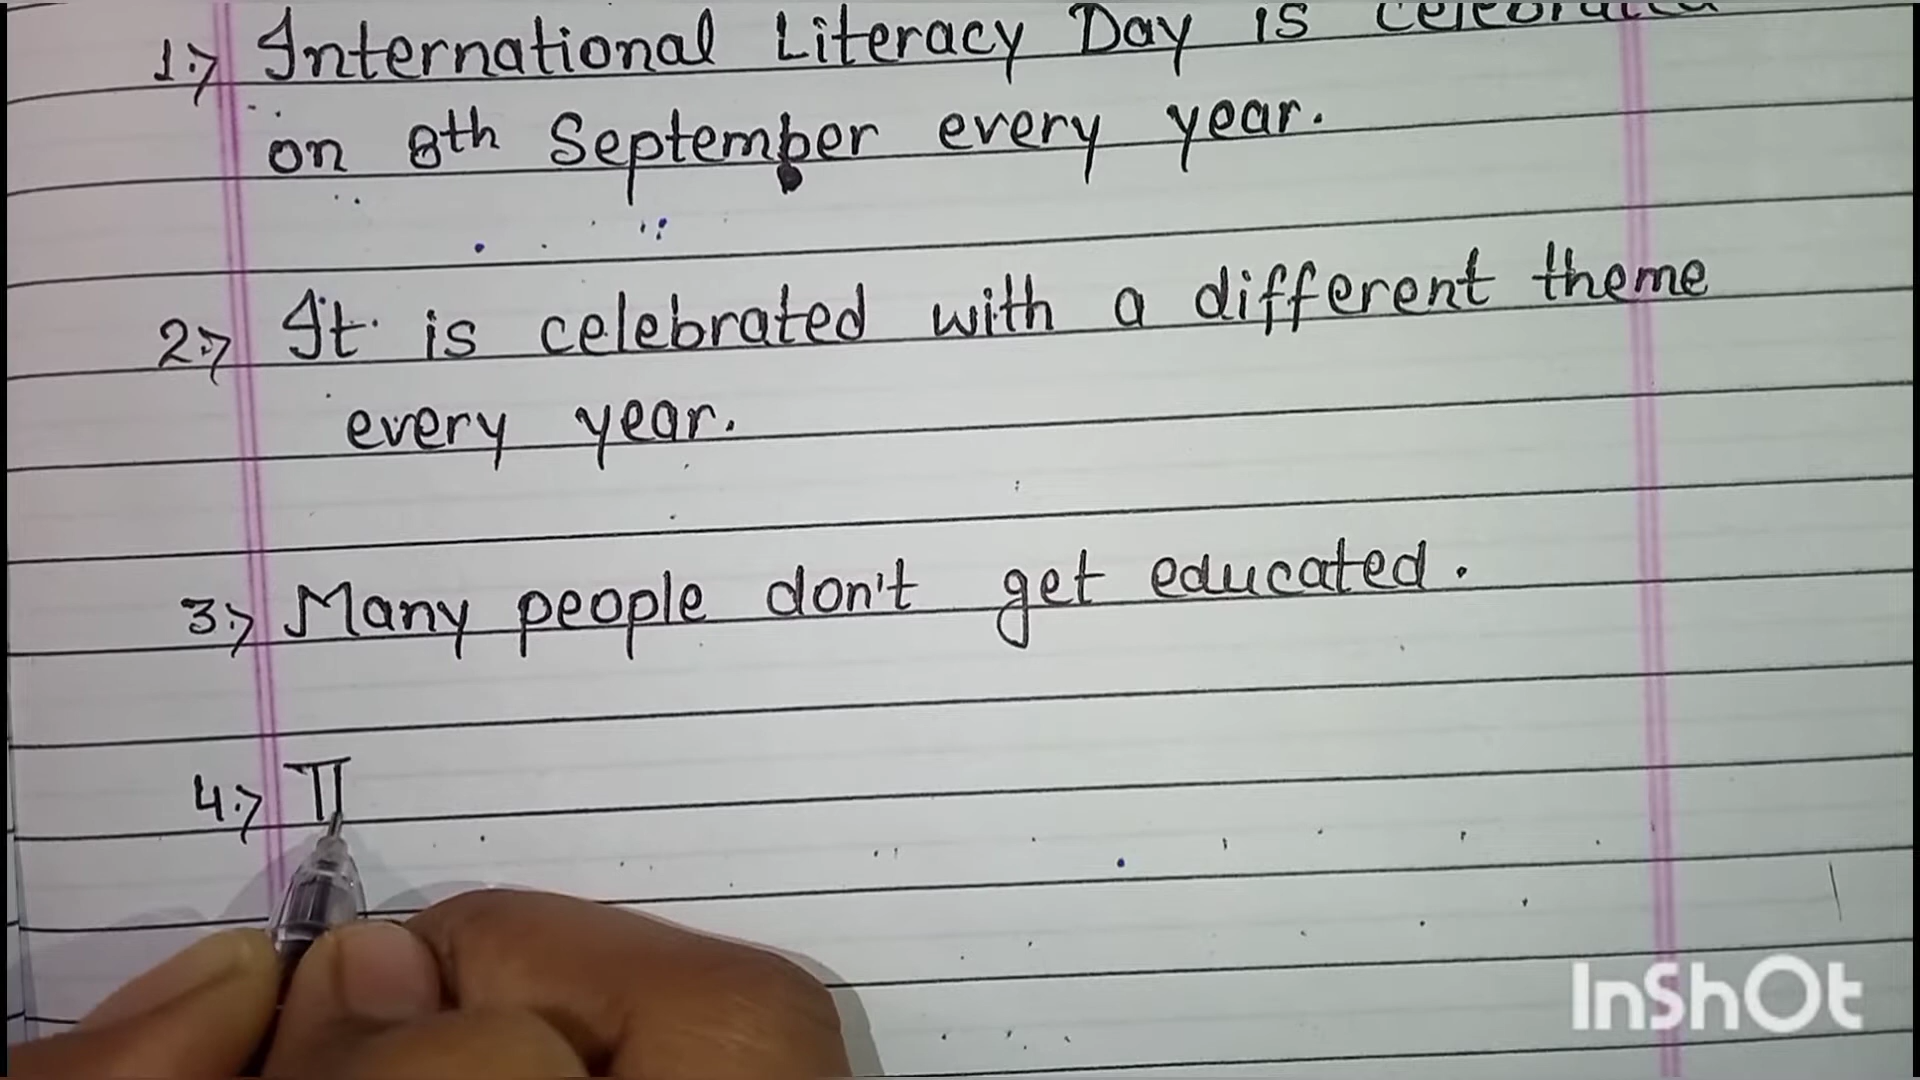 1:> International Literacy Day is celebrated
on 8th September every year.
2:> It is celebrated with a different theme
every year.
3:> Many people don't get educated.
4:> T
InShOt